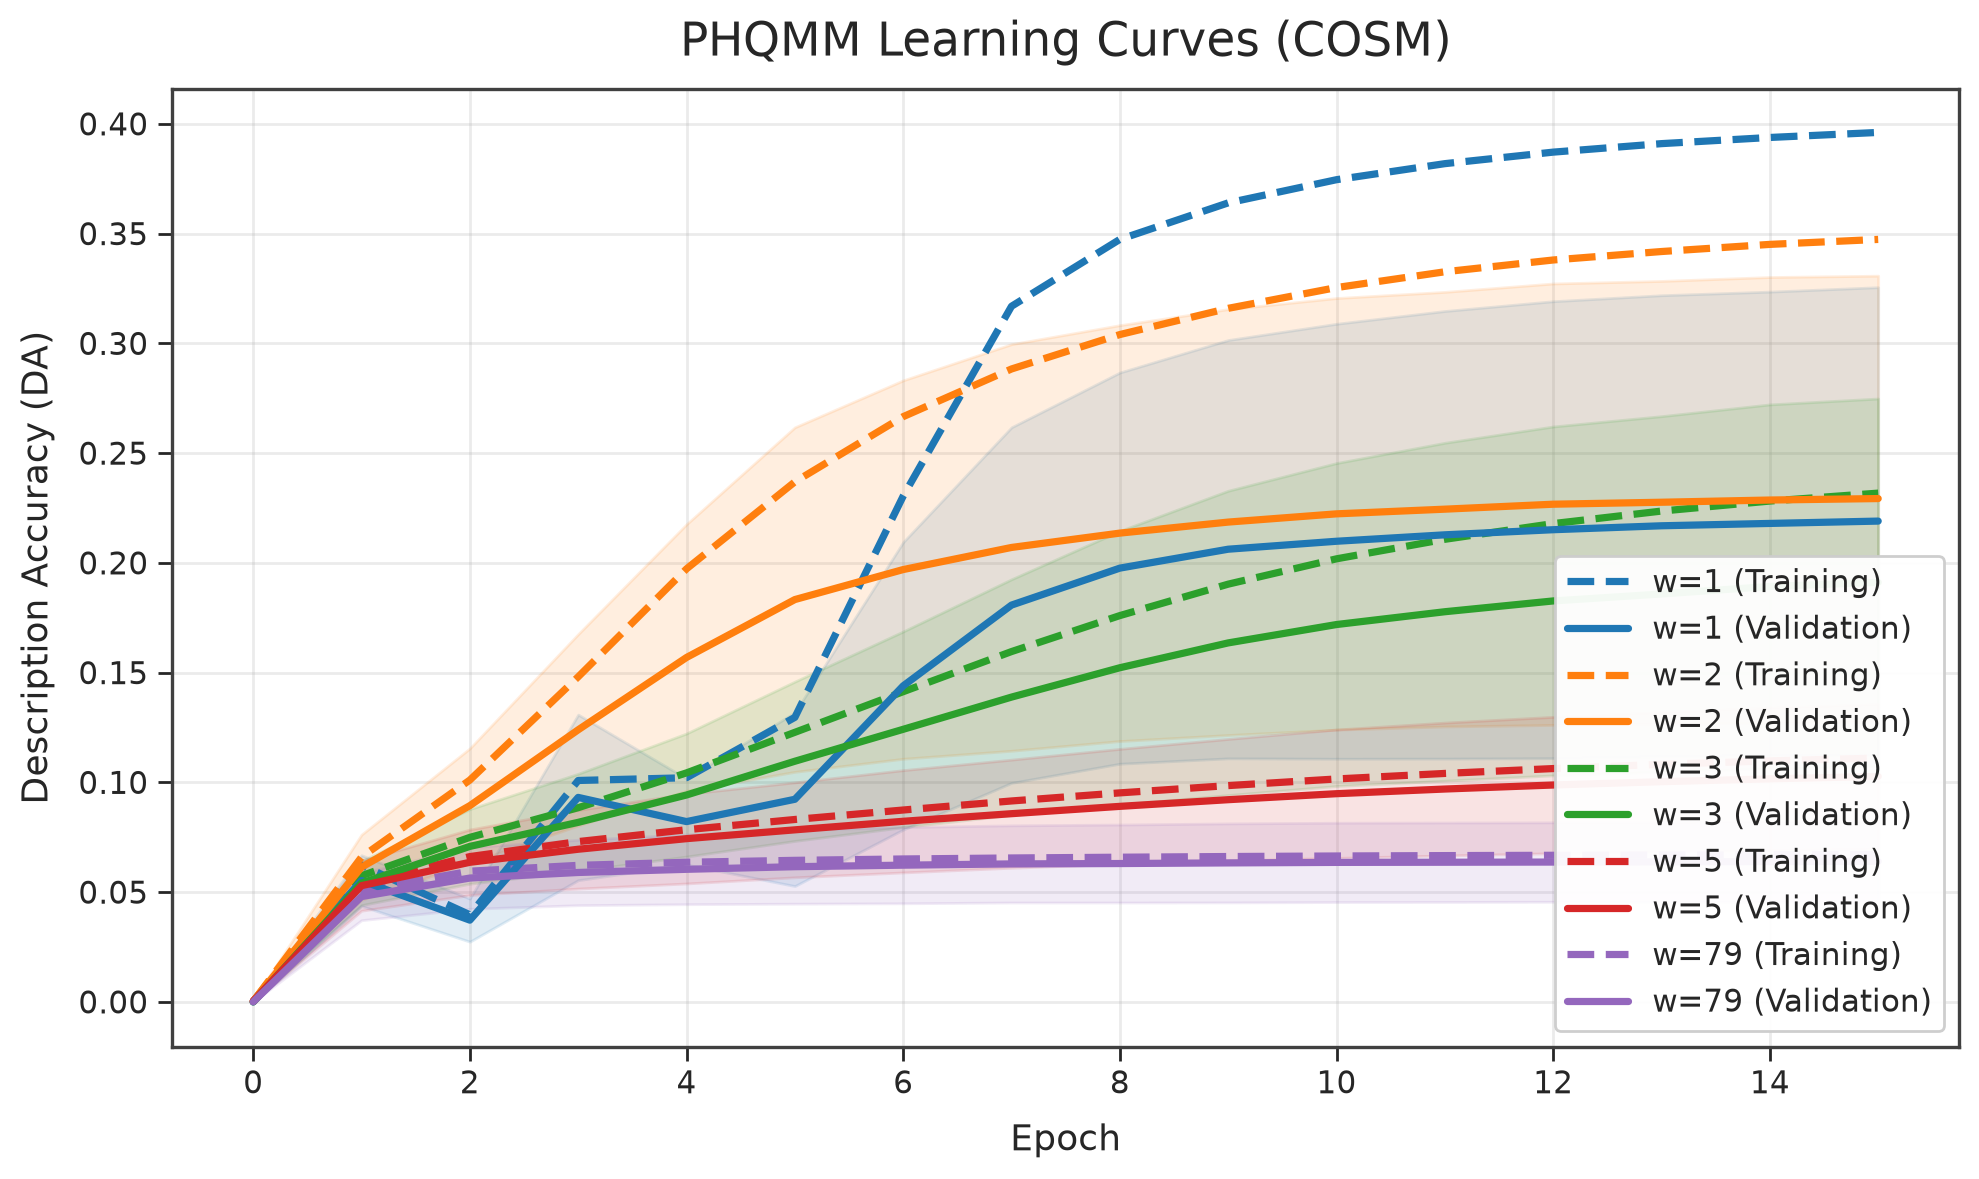 PHQMM Learning Curves (COSM)
Description Accuracy (DA)
0.40
0.35
0.30
0.25
0.20
0.15
0.10
0.05
0.00
w=1 (Training)
w=1 (Validation)
w=2 (Training)
w=2 (Validation)
w=3 (Training)
w=3 (Validation)
w=5 (Training)
w=5 (Validation)
w=79 (Training)
w=79 (Validation)
0 2 4 6 8 10 12 14
Epoch